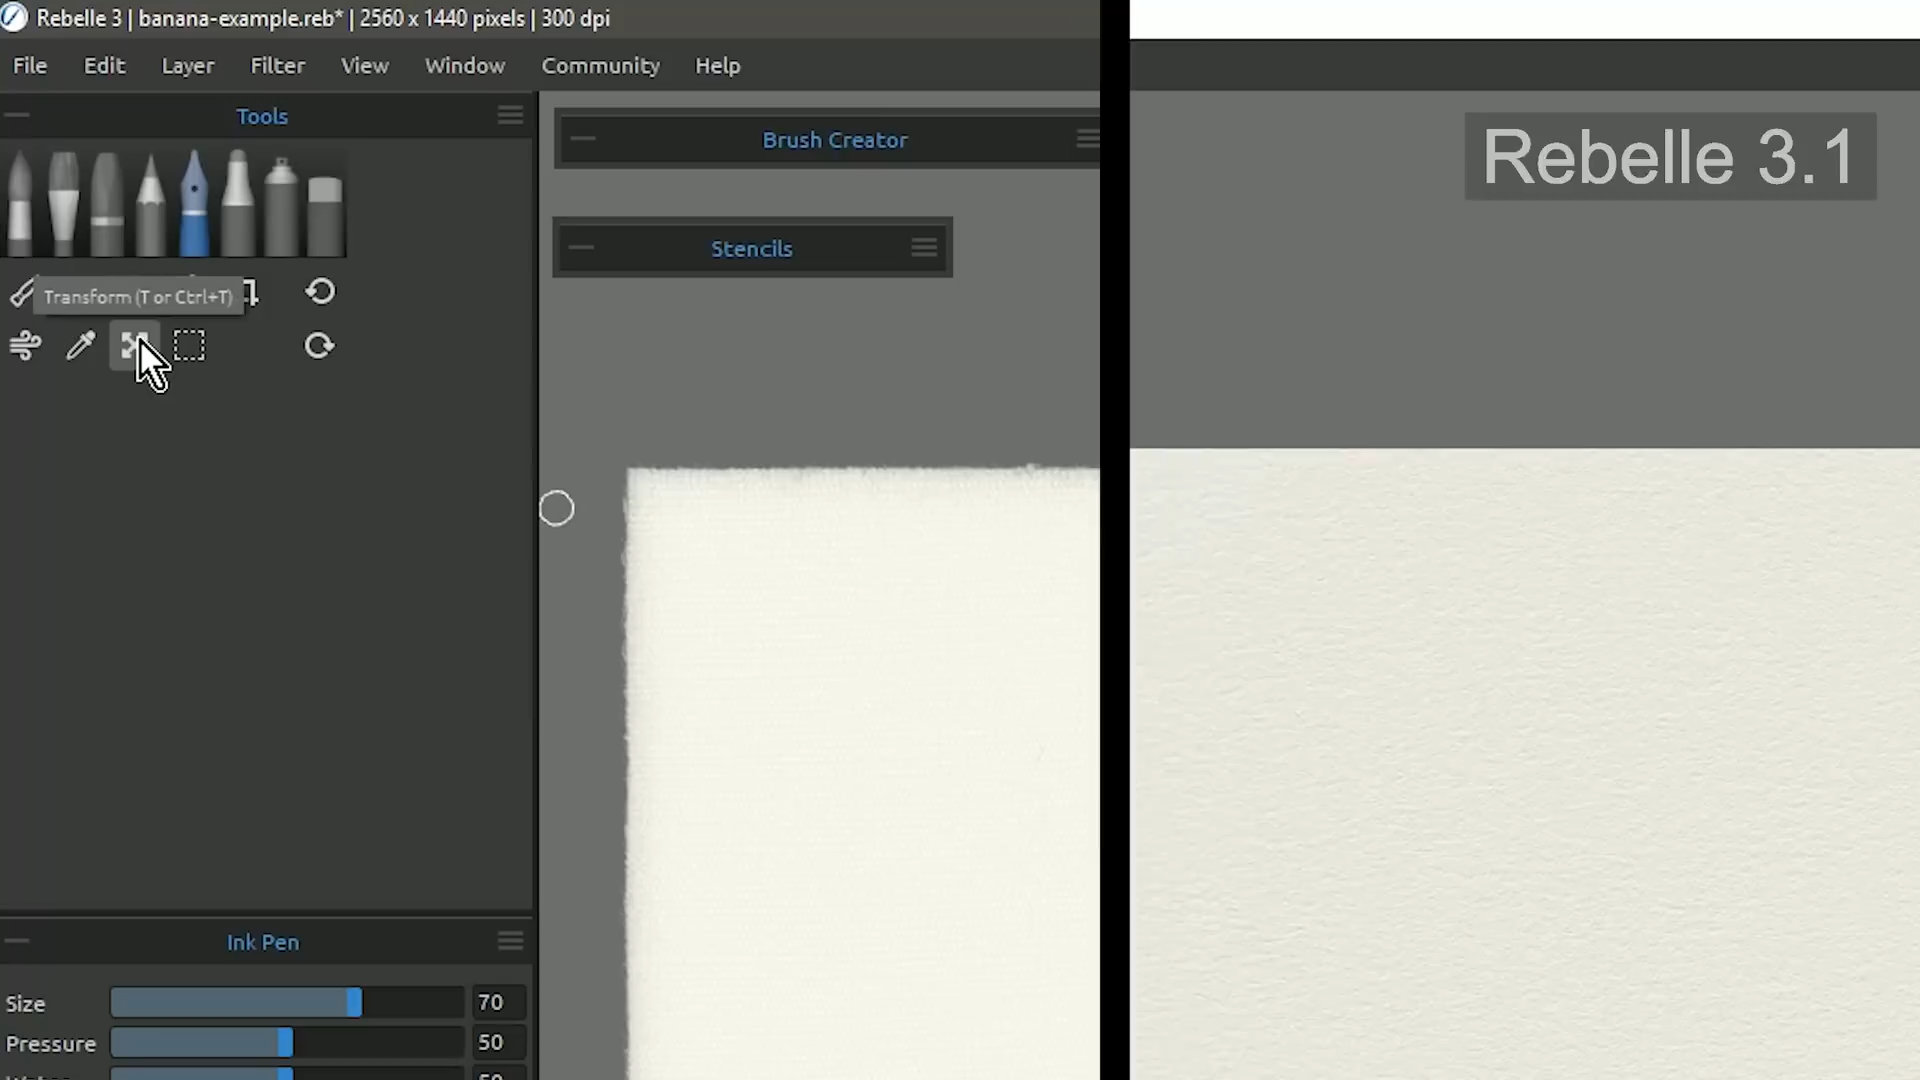 Rebelle 3 | banana-example.reb* | 2560 x 1440 pixels | 300 dpi
File Edit Layer Filter View Window Community Help
Tools
Brush Creator
Rebelle 3.1
Stencils
Transform (T or Ctrl+T)
Ink Pen
Size 70
Pressure 50